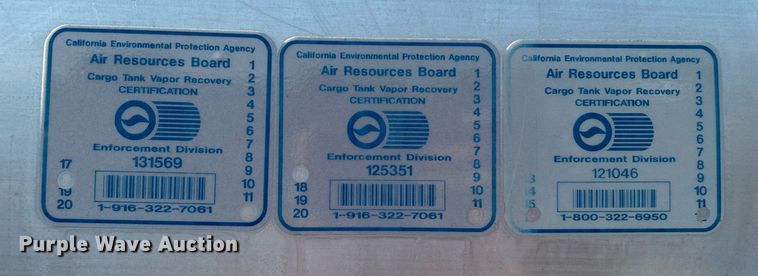 California Environmental Protection Agency
Air Resources Board
Cargo Tank Vapor Recovery
CERTIFICATION
Enforcement Division
131569
1-916-322-7061
1
2
3
4
5
6
7
8
9
10
11
17
19
20
California Environmental Protection Agency
Air Resources Board
Cargo Tank Vapor Recovery
CERTIFICATION
Enforcement Division
125351
1-916-322-7061
1
2
3
4
5
6
7
8
9
10
11
18
19
20
California Environmental Protection Agency
Air Resources Board
Cargo Tank Vapor Recovery
CERTIFICATION
Enforcement Division
121046
1-800-322-6950
1
2
3
4
5
6
7
8
9
10
11
Purple Wave Auction